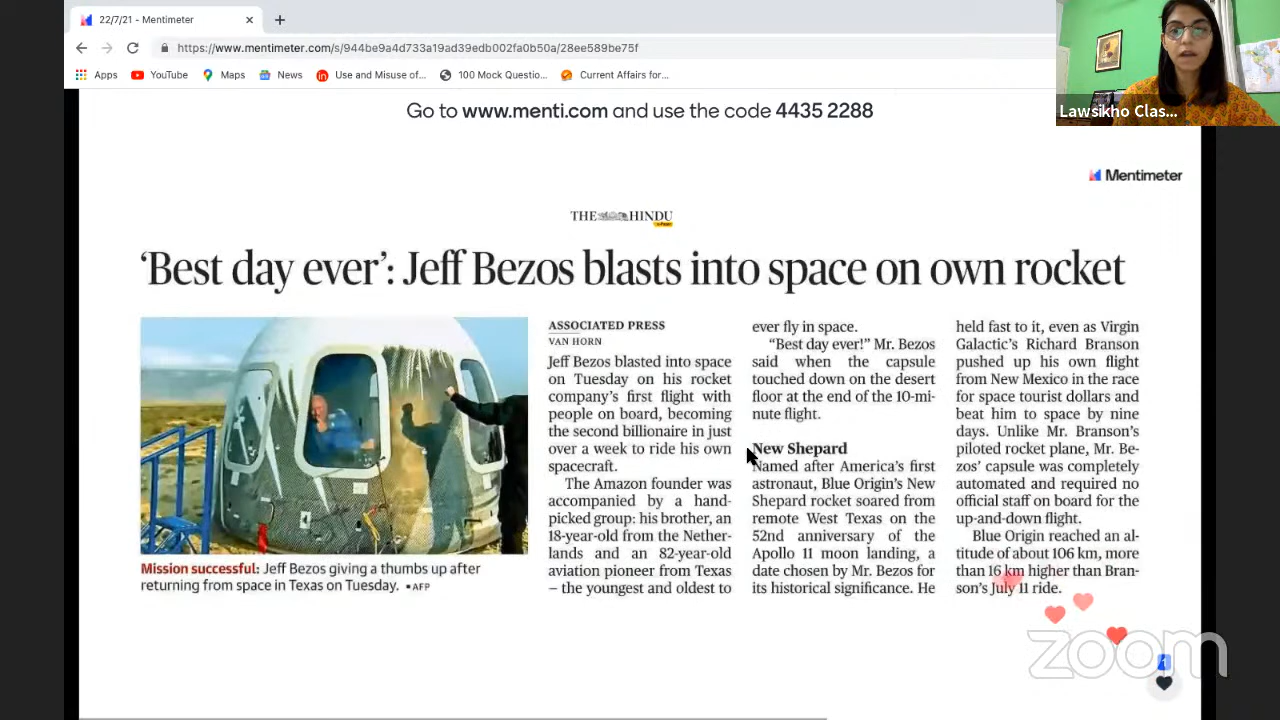 22/7/21 - Mentimeter
https://www.mentimeter.com/s/944be9a4d733a19ad39edb002fa0b50a/28ee589be75f
Apps YouTube Maps News Use and Misuse of... 100 Mock Questio... Current Affairs for...
Lawsikho Clas...
Go to www.menti.com and use the code 4435 2288
Mentimeter
THE HINDU
‘Best day ever’: Jeff Bezos blasts into space on own rocket
Mission successful: Jeff Bezos giving a thumbs up after
returning from space in Texas on Tuesday. •AFP
ASSOCIATED PRESS
VAN HORN
Jeff Bezos blasted into space
on Tuesday on his rocket
company's first flight with
people on board, becoming
the second billionaire in just
over a week to ride his own
spacecraft.
The Amazon founder was
accompanied by a hand-
picked group: his brother, an
18-year-old from the Nether-
lands and an 82-year-old
aviation pioneer from Texas
– the youngest and oldest to
ever fly in space.
“Best day ever!” Mr. Bezos
said when the capsule
touched down on the desert
floor at the end of the 10-mi-
nute flight.
New Shepard
Named after America's first
astronaut, Blue Origin's New
Shepard rocket soared from
remote West Texas on the
52nd anniversary of the
Apollo 11 moon landing, a
date chosen by Mr. Bezos for
its historical significance. He
held fast to it, even as Virgin
Galactic's Richard Branson
pushed up his own flight
from New Mexico in the race
for space tourist dollars and
beat him to space by nine
days. Unlike Mr. Branson's
piloted rocket plane, Mr. Be-
zos' capsule was completely
automated and required no
official staff on board for the
up-and-down flight.
Blue Origin reached an al-
titude of about 106 km, more
than 16 km higher than Bran-
son's July 11 ride.
zoom